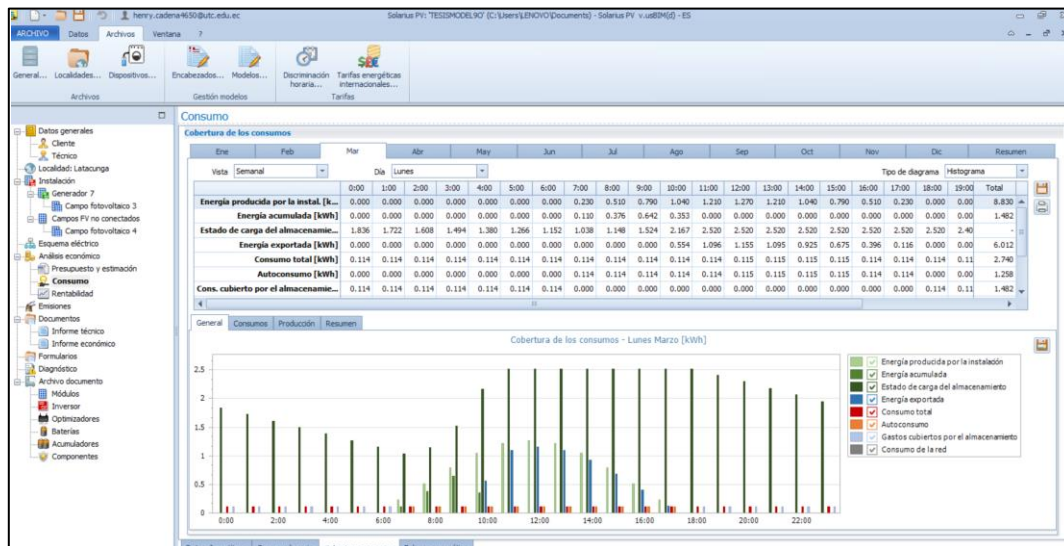 henry.cadena4650@utc.edu.ec
Solarius PV: 'TESISMODEL9O' (C:\Users\LENOVO\Documents) - Solarius PV v.usBIM(d) - ES
ARCHIVO Datos Archivos Ventana ?
General... Localidades... Dispositivos... Encabezados... Modelos... Discriminación horaria... Tarifas energéticas internacionales...
Archivos Gestión modelos Tarifas
Datos generales
Cliente
Técnico
Localidad: Latacunga
Instalación
Generador 7
Campo fotovoltaico 3
Campos FV no conectados
Campo fotovoltaico 4
Esquema eléctrico
Análisis económico
Presupuesto y estimación
Consumo
Rentabilidad
Emisiones
Documentos
Informe técnico
Informe económico
Formularios
Diagnóstico
Archivo documento
Módulos
Inversor
Optimizadores
Baterías
Acumuladores
Componentes
Consumo
Cobertura de los consumos
Ene Feb Mar Abr May Jun Jul Ago Sep Oct Nov Dic Resumen
Vista Semanal Día Lunes Tipo de diagrama Histograma
0:00 1:00 2:00 3:00 4:00 5:00 6:00 7:00 8:00 9:00 10:00 11:00 12:00 13:00 14:00 15:00 16:00 17:00 18:00 19:00 Total
Energía producida por la instal. [k... 0.000 0.000 0.000 0.000 0.000 0.000 0.000 0.230 0.510 0.790 1.040 1.210 1.270 1.210 1.040 0.790 0.510 0.230 0.000 0.00 8.830
Energía acumulada [kWh] 0.000 0.000 0.000 0.000 0.000 0.000 0.000 0.110 0.376 0.642 0.353 0.000 0.000 0.000 0.000 0.000 0.000 0.000 0.000 0.00 1.482
Estado de carga del almacenamie... 1.836 1.722 1.608 1.494 1.380 1.266 1.152 1.038 1.148 1.524 2.167 2.520 2.520 2.520 2.520 2.520 2.520 2.520 2.520 2.40 -
Energía exportada [kWh] 0.000 0.000 0.000 0.000 0.000 0.000 0.000 0.000 0.000 0.000 0.554 1.096 1.155 1.095 0.925 0.675 0.396 0.116 0.000 0.00 6.012
Consumo total [kWh] 0.114 0.114 0.114 0.114 0.114 0.114 0.114 0.114 0.114 0.114 0.114 0.114 0.115 0.115 0.115 0.115 0.114 0.114 0.114 0.11 2.740
Autoconsumo [kWh] 0.000 0.000 0.000 0.000 0.000 0.000 0.000 0.114 0.114 0.114 0.114 0.114 0.115 0.115 0.115 0.115 0.114 0.114 0.000 0.00 1.258
Cons. cubierto por el almacenamie... 0.114 0.114 0.114 0.114 0.114 0.114 0.114 0.000 0.000 0.000 0.000 0.000 0.000 0.000 0.000 0.000 0.000 0.000 0.114 0.11 1.482
General Consumos Producción Resumen
Cobertura de los consumos - Lunes Marzo [kWh]
2.5
2
1.5
1
0.5
0
0:00 2:00 4:00 6:00 8:00 10:00 12:00 14:00 16:00 18:00 20:00 22:00
Energía producida por la instalación
Energía acumulada
Estado de carga del almacenamiento
Energía exportada
Consumo total
Autoconsumo
Gastos cubiertos por el almacenamiento
Consumo de la red